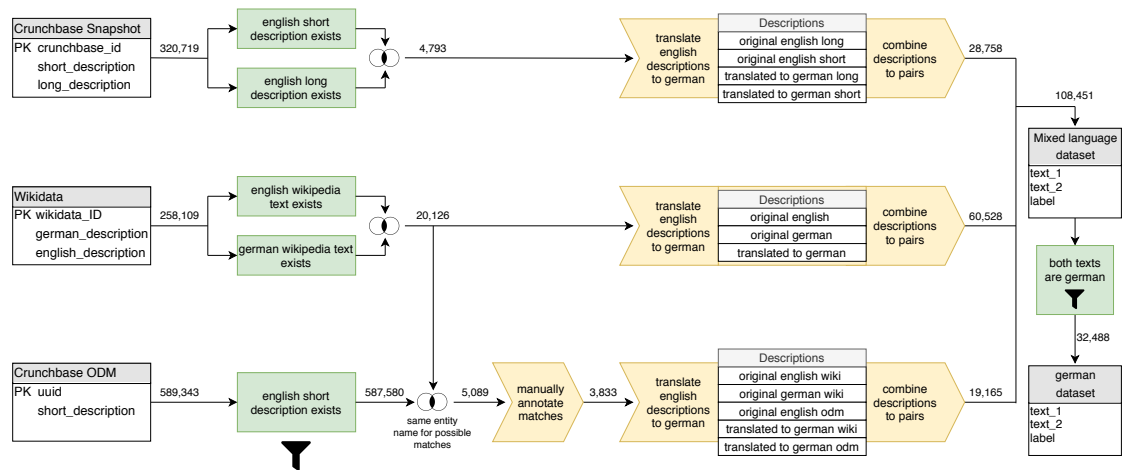 Crunchbase Snapshot
PK crunchbase_id
short_description
long_description
320,719
english short
description exists
english long
description exists
4,793
translate
english
descriptions
to german
Descriptions
original english long
original english short
translated to german long
translated to german short
combine
descriptions
to pairs
28,758
108,451
Mixed language
dataset
text_1
text_2
label
Wikidata
PK wikidata_ID
german_description
english_description
258,109
english wikipedia
text exists
german wikipedia text
exists
20,126
translate
english
descriptions
to german
Descriptions
original english
original german
translated to german
combine
descriptions
to pairs
60,528
both texts
are german
32,488
Crunchbase ODM
PK uuid
short_description
589,343
english short
description exists
587,580
same entity
name for possible
matches
5,089
manually
annotate
matches
3,833
translate
english
descriptions
to german
Descriptions
original english wiki
original german wiki
original english odm
translated to german wiki
translated to german odm
combine
descriptions
to pairs
19,165
german
dataset
text_1
text_2
label